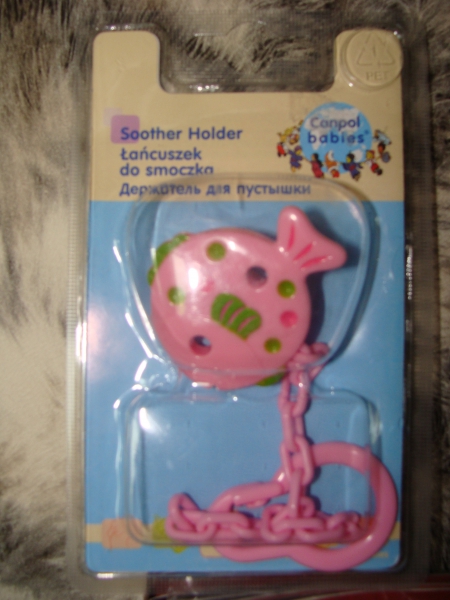 PET
Canpol
babies
Soother Holder
Łańcuszek
do smoczka
Держатель для пустышки